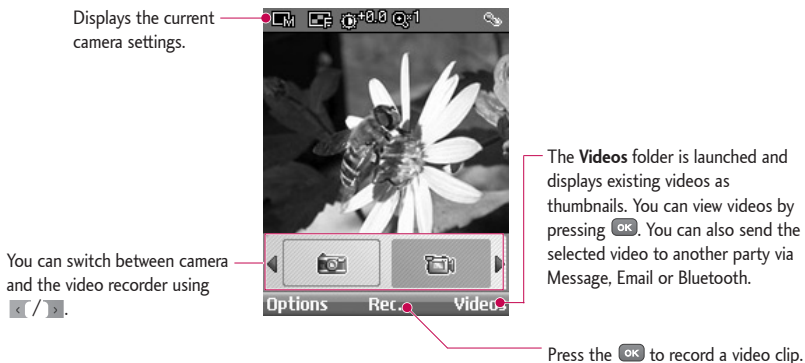 Displays the current
camera settings.
M F +0.0 ×1
The Videos folder is launched and
displays existing videos as
thumbnails. You can view videos by
pressing OK. You can also send the
selected video to another party via
Message, Email or Bluetooth.
You can switch between camera
and the video recorder using
‹ / › .
Options Rec. Videos
Press the OK to record a video clip.